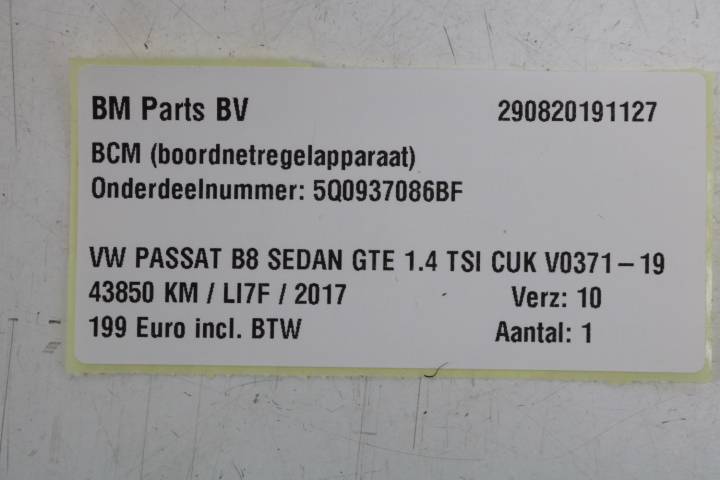 BM Parts BV 290820191127
BCM (boordnetregelapparaat)
Onderdeelnummer: 5Q0937086BF
VW PASSAT B8 SEDAN GTE 1.4 TSI CUK V0371-19
43850 KM / LI7F / 2017 Verz: 10
199 Euro incl. BTW Aantal: 1